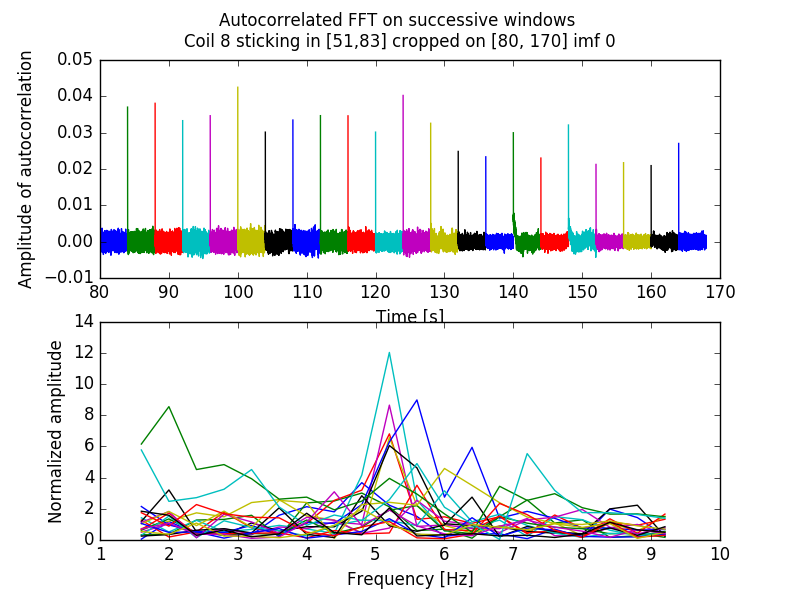 Autocorrelated FFT on successive windows
Coil 8 sticking in [51,83] cropped on [80, 170] imf 0
Amplitude of autocorrelation
0.05
0.04
0.03
0.02
0.01
0.00
−0.01
80 90 100 110 120 130 140 150 160 170
Time [s]
Normalized amplitude
14
12
10
8
6
4
2
0
1 2 3 4 5 6 7 8 9 10
Frequency [Hz]